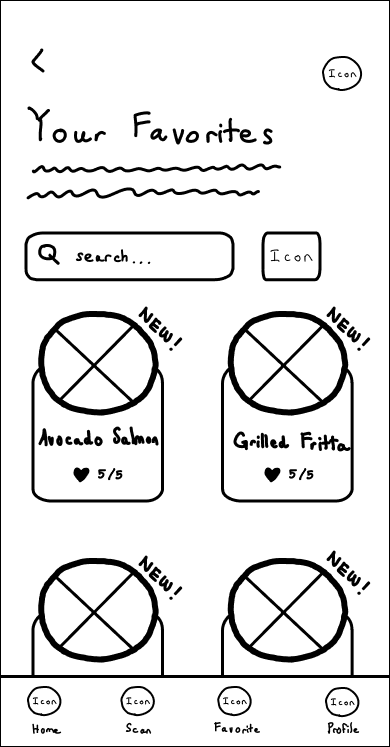 <
Icon
Your Favorites
search...
Icon
NEW!
NEW!
Avocado Salmon
Grilled Fritta
♥ 5/5
♥ 5/5
NEW!
NEW!
Icon
Icon
Icon
Icon
Home
Scan
Favorite
Profile